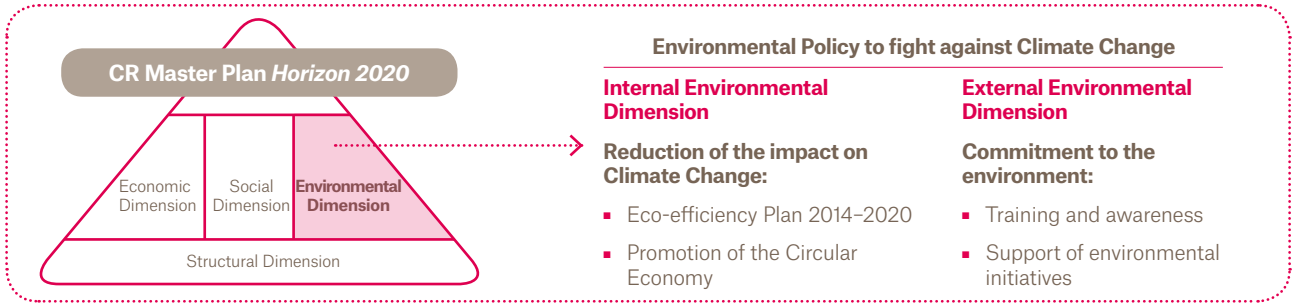 CR Master Plan Horizon 2020
Economic
Dimension
Social
Dimension
Environmental
Dimension
Structural Dimension
Environmental Policy to fight against Climate Change
Internal Environmental
Dimension
Reduction of the impact on
Climate Change:
▪ Eco-efficiency Plan 2014–2020
▪ Promotion of the Circular
Economy
External Environmental
Dimension
Commitment to the
environment:
▪ Training and awareness
▪ Support of environmental
initiatives